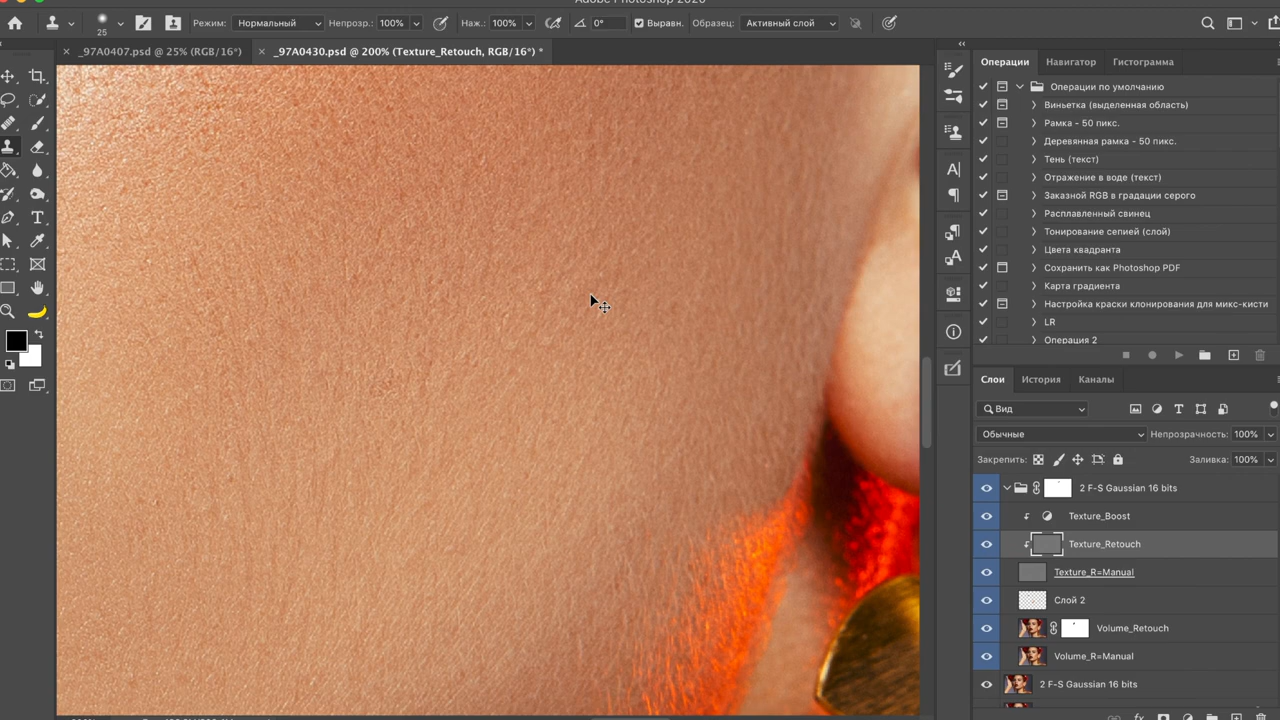 Adobe Photoshop 2020
25
Режим:
Нормальный
Непрозр.:
100%
Наж.:
100%
0°
Выравн.
Образец:
Активный слой
_97A0407.psd @ 25% (RGB/16*)
_97A0430.psd @ 200% (Texture_Retouch, RGB/16*) *
Операции
Навигатор
Гистограмма
Операции по умолчанию
Виньетка (выделенная область)
Рамка - 50 пикс.
Деревянная рамка - 50 пикс.
Тень (текст)
Отражение в воде (текст)
Заказной RGB в градации серого
Расплавленный свинец
Тонирование сепией (слой)
Цвета квадранта
Сохранить как Photoshop PDF
Карта градиента
Настройка краски клонирования для микс-кисти
LR
Операция 2
Слои
История
Каналы
Вид
Обычные
Непрозрачность:
100%
Закрепить:
Заливка:
100%
2 F-S Gaussian 16 bits
Texture_Boost
Texture_Retouch
Texture_R=Manual
Слой 2
Volume_Retouch
Volume_R=Manual
2 F-S Gaussian 16 bits
fx